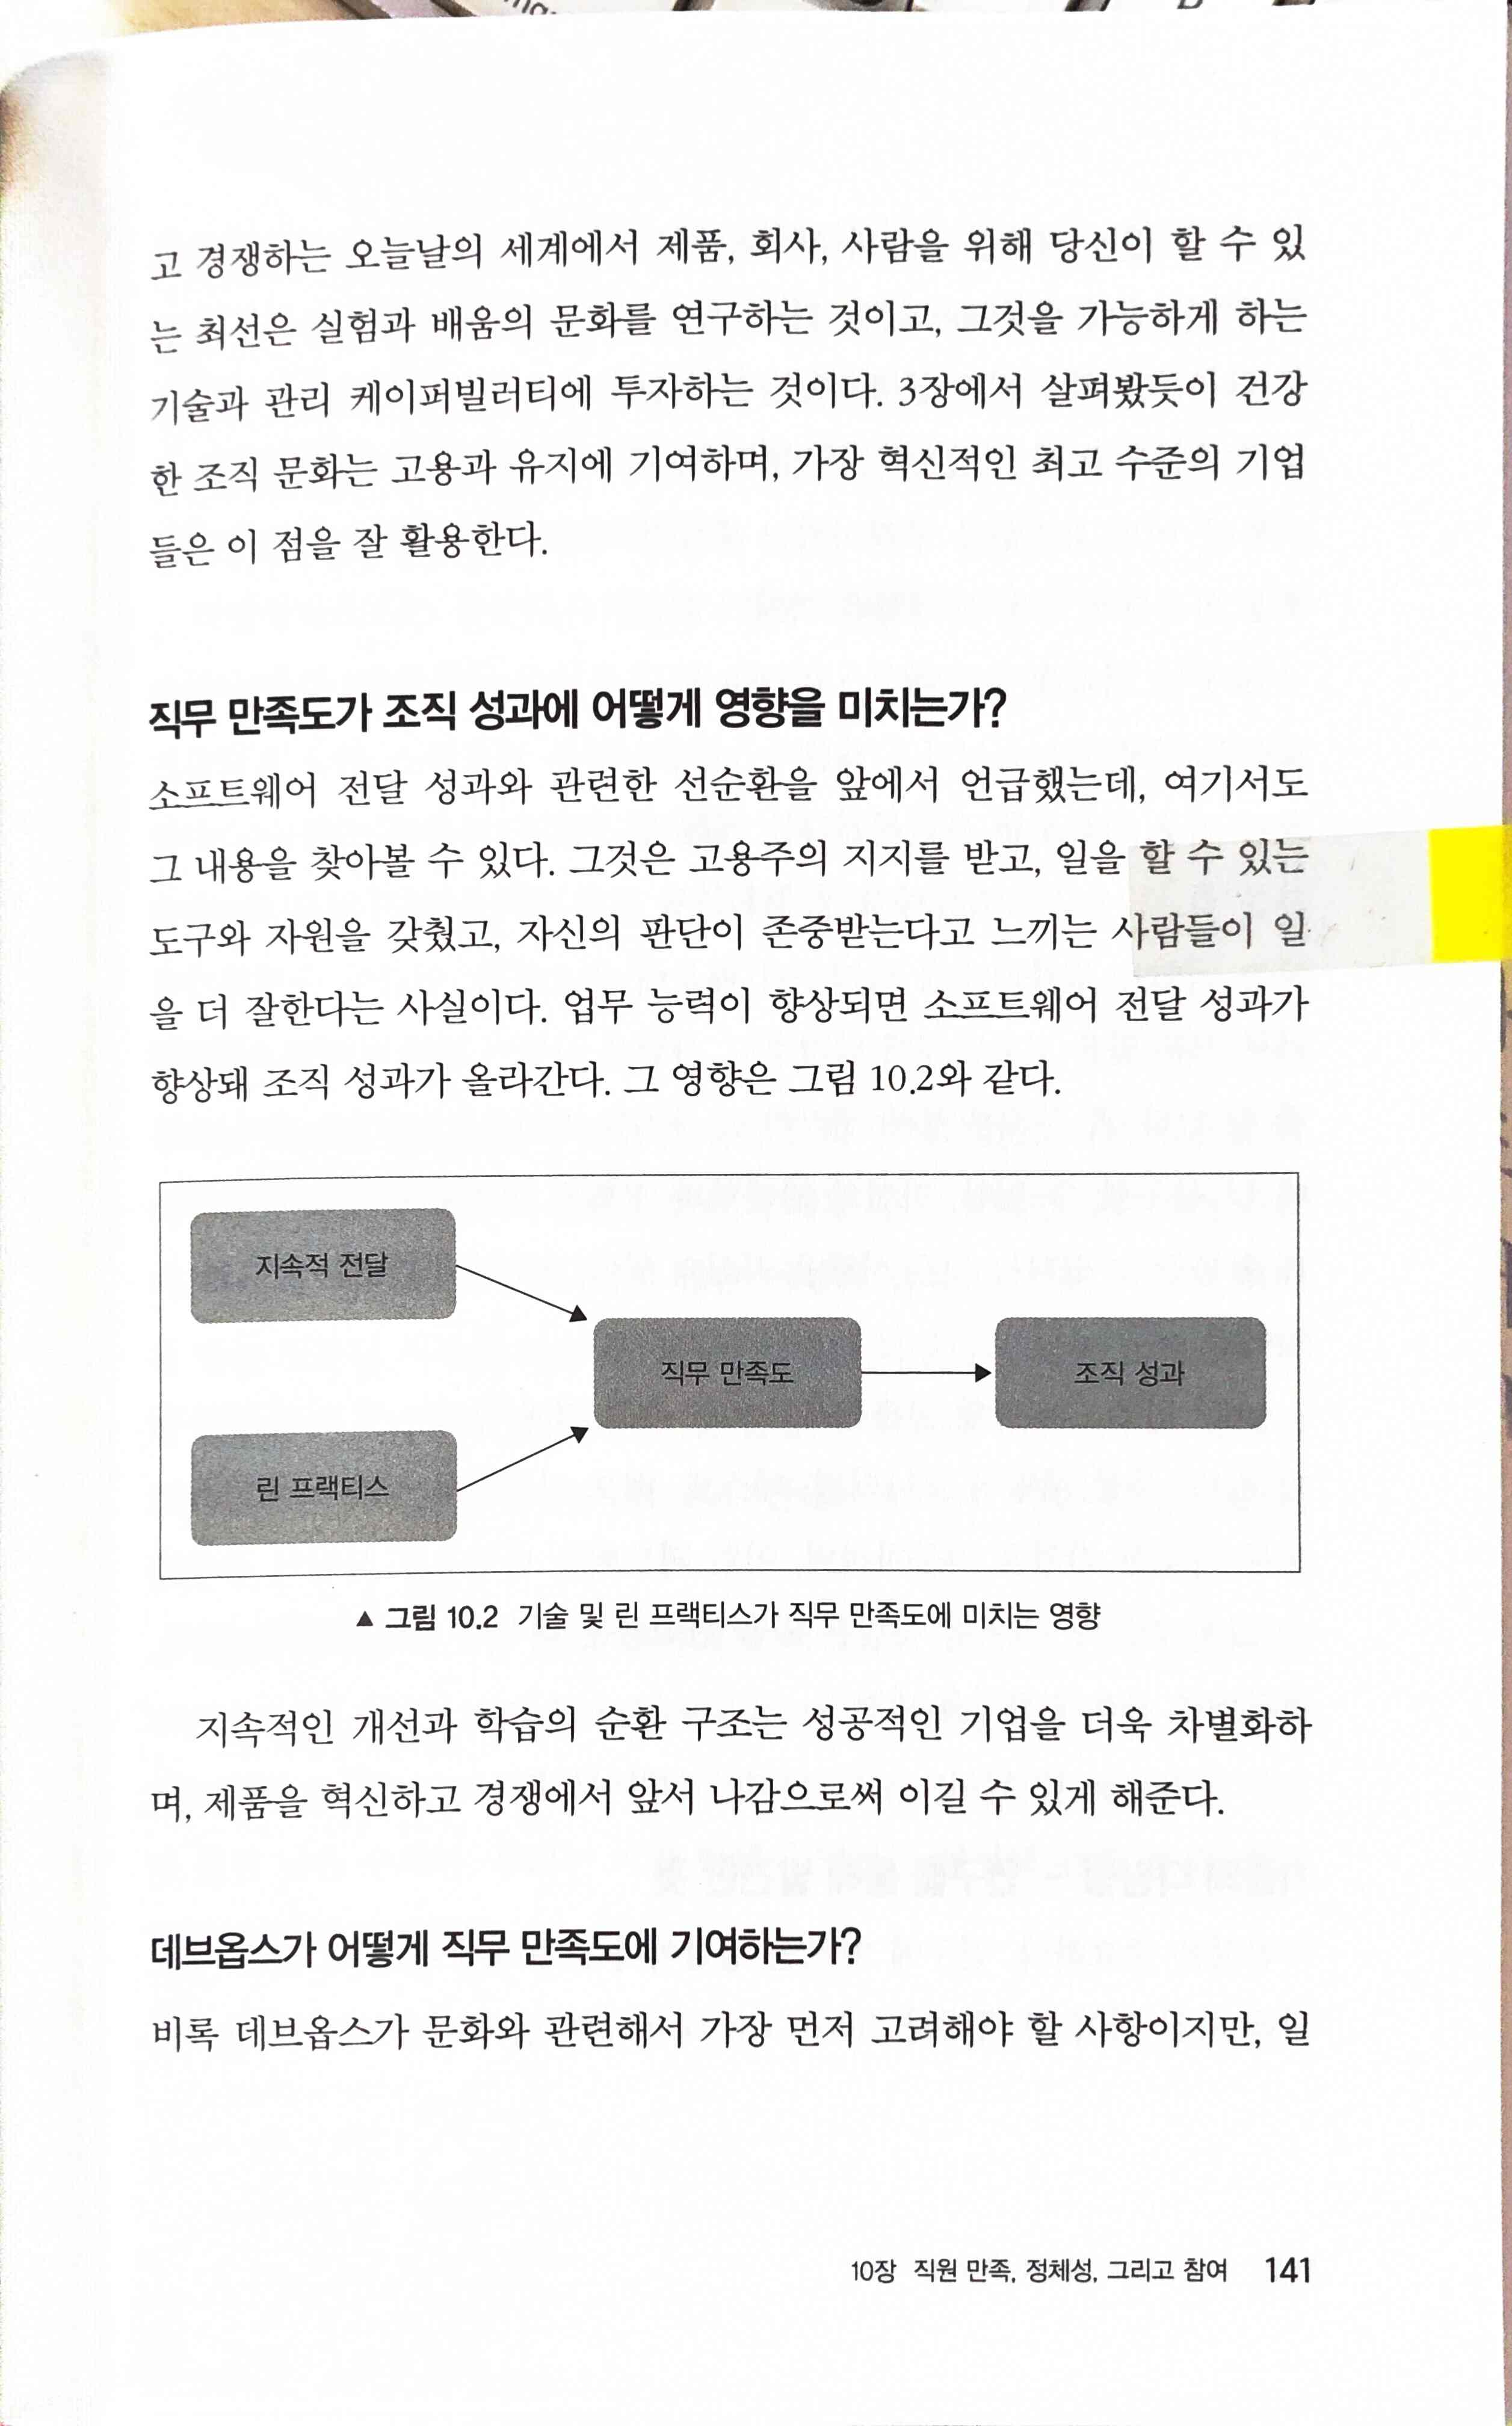 고 경쟁하는 오늘날의 세계에서 제품, 회사, 사람을 위해 당신이 할 수 있
는 최선은 실험과 배움의 문화를 연구하는 것이고, 그것을 가능하게 하는
기술과 관리 케이퍼빌러티에 투자하는 것이다. 3장에서 살펴봤듯이 건강
한 조직 문화는 고용과 유지에 기여하며, 가장 혁신적인 최고 수준의 기업
들은 이 점을 잘 활용한다.
직무 만족도가 조직 성과에 어떻게 영향을 미치는가?
소프트웨어 전달 성과와 관련한 선순환을 앞에서 언급했는데, 여기서도
그 내용을 찾아볼 수 있다. 그것은 고용주의 지지를 받고, 일을 할 수 있는
도구와 자원을 갖췄고, 자신의 판단이 존중받는다고 느끼는 사람들이 일
을 더 잘한다는 사실이다. 업무 능력이 향상되면 소프트웨어 전달 성과가
향상돼 조직 성과가 올라간다. 그 영향은 그림 10.2와 같다.
지속적 전달
직무 만족도
조직 성과
린 프랙티스
▲ 그림 10.2 기술 및 린 프랙티스가 직무 만족도에 미치는 영향
지속적인 개선과 학습의 순환 구조는 성공적인 기업을 더욱 차별화하
며, 제품을 혁신하고 경쟁에서 앞서 나감으로써 이길 수 있게 해준다.
데브옵스가 어떻게 직무 만족도에 기여하는가?
비록 데브옵스가 문화와 관련해서 가장 먼저 고려해야 할 사항이지만, 일
10장 직원 만족, 정체성, 그리고 참여 141